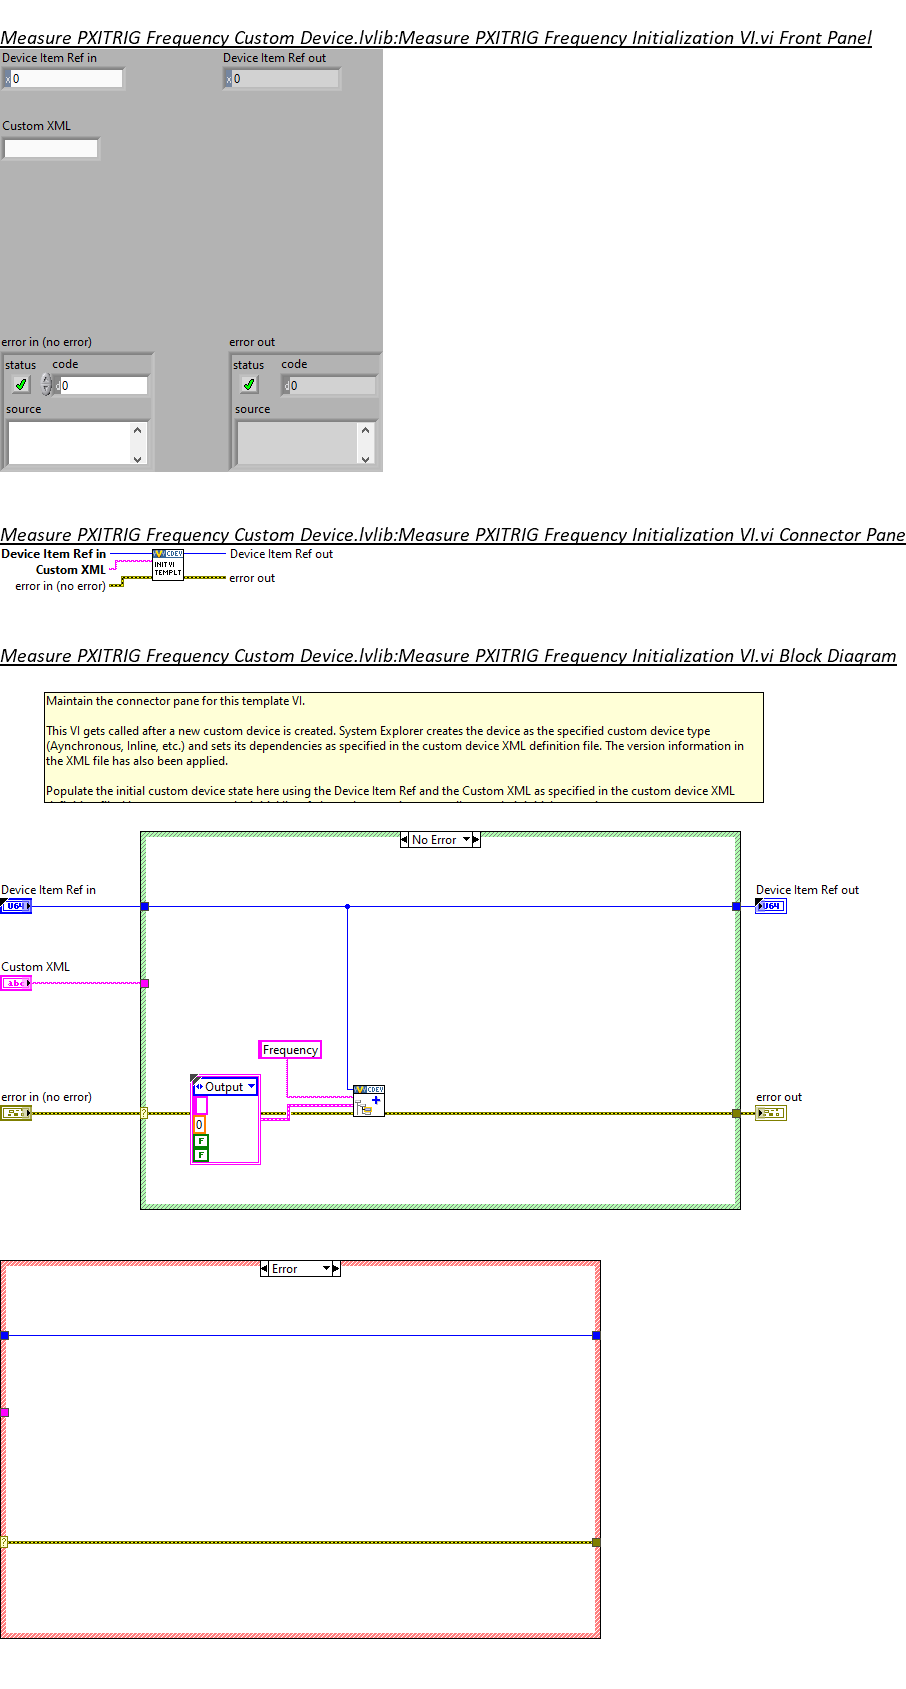 Measure PXITRIG Frequency Custom Device.lvlib:Measure PXITRIG Frequency Initialization VI.vi Front Panel
Device Item Ref in
Device Item Ref out
x 0
x 0
Custom XML
error in (no error)
error out
status code
status code
d 0
d 0
source
source
Measure PXITRIG Frequency Custom Device.lvlib:Measure PXITRIG Frequency Initialization VI.vi Connector Pane
Device Item Ref in
CDEV
Device Item Ref out
Custom XML
INIT VI
TEMPLT
error in (no error)
error out
Measure PXITRIG Frequency Custom Device.lvlib:Measure PXITRIG Frequency Initialization VI.vi Block Diagram
Maintain the connector pane for this template VI.
This VI gets called after a new custom device is created. System Explorer creates the device as the specified custom device type
(Aynchronous, Inline, etc.) and sets its dependencies as specified in the custom device XML definition file. The version information in
the XML file has also been applied.
Populate the initial custom device state here using the Device Item Ref and the Custom XML as specified in the custom device XML
No Error
Device Item Ref in
Device Item Ref out
U64
U64
Custom XML
abc
Frequency
Output
CDEV
error in (no error)
error out
?
0
F
F
Error
?